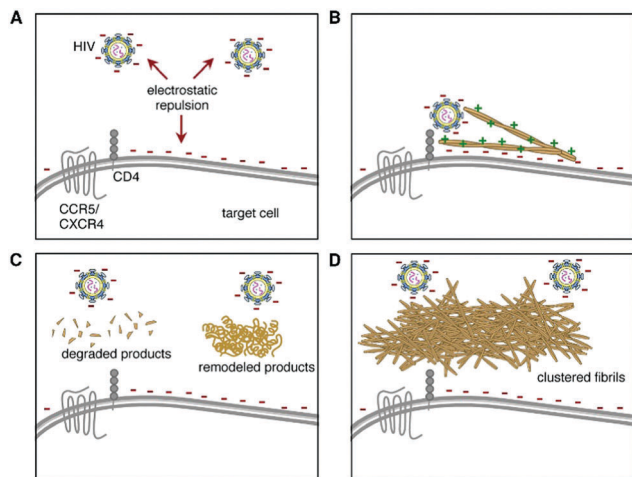 A
HIV
electrostatic
repulsion
CD4
CCR5/
CXCR4
target cell
B
C
degraded products
remodeled products
D
clustered fibrils